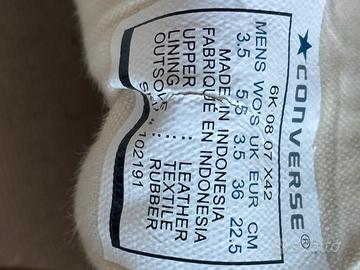 CONVERSE®
6K 08 07 X42
MENS WO'S UK EUR CM
3.5 5.5 3.5 36 22.5
MADE IN INDONESIA
FABRIQUÉ EN INDONESIA
UPPER : LEATHER
LINING : TEXTILE
OUTSOLE : RUBBER
102191